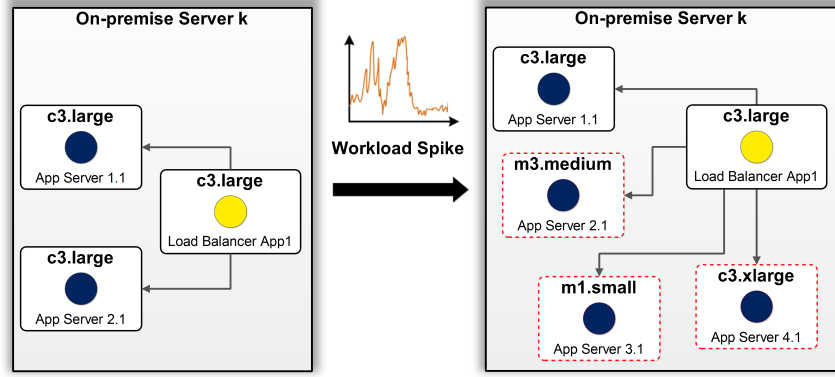 On-premise Server k
c3.large
App Server 1.1
c3.large
Load Balancer App1
c3.large
App Server 2.1
Workload Spike
On-premise Server k
c3.large
App Server 1.1
c3.large
Load Balancer App1
m3.medium
App Server 2.1
m1.small
App Server 3.1
c3.xlarge
App Server 4.1